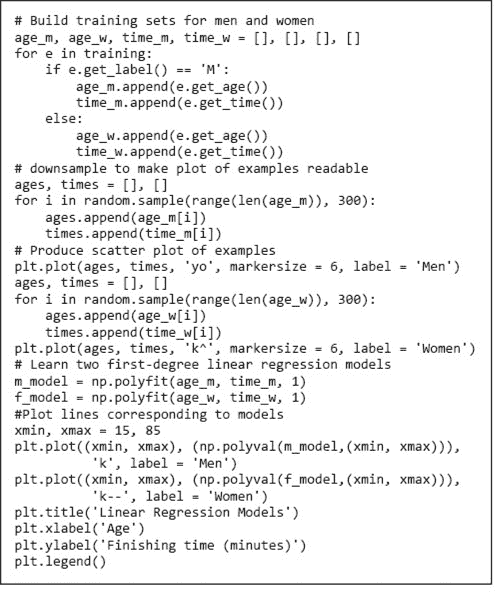 # Build training sets for men and women
age_m, age_w, time_m, time_w = [], [], [], []
for e in training:
    if e.get_label() == 'M':
        age_m.append(e.get_age())
        time_m.append(e.get_time())
    else:
        age_w.append(e.get_age())
        time_w.append(e.get_time())
# downsample to make plot of examples readable
ages, times = [], []
for i in random.sample(range(len(age_m)), 300):
    ages.append(age_m[i])
    times.append(time_m[i])
# Produce scatter plot of examples
plt.plot(ages, times, 'yo', markersize = 6, label = 'Men')
ages, times = [], []
for i in random.sample(range(len(age_w)), 300):
    ages.append(age_w[i])
    times.append(time_w[i])
plt.plot(ages, times, 'k^', markersize = 6, label = 'Women')
# Learn two first-degree linear regression models
m_model = np.polyfit(age_m, time_m, 1)
f_model = np.polyfit(age_w, time_w, 1)
#Plot lines corresponding to models
xmin, xmax = 15, 85
plt.plot((xmin, xmax), (np.polyval(m_model,(xmin, xmax))),
         'k', label = 'Men')
plt.plot((xmin, xmax), (np.polyval(f_model,(xmin, xmax))),
         'k--', label = 'Women')
plt.title('Linear Regression Models')
plt.xlabel('Age')
plt.ylabel('Finishing time (minutes)')
plt.legend()